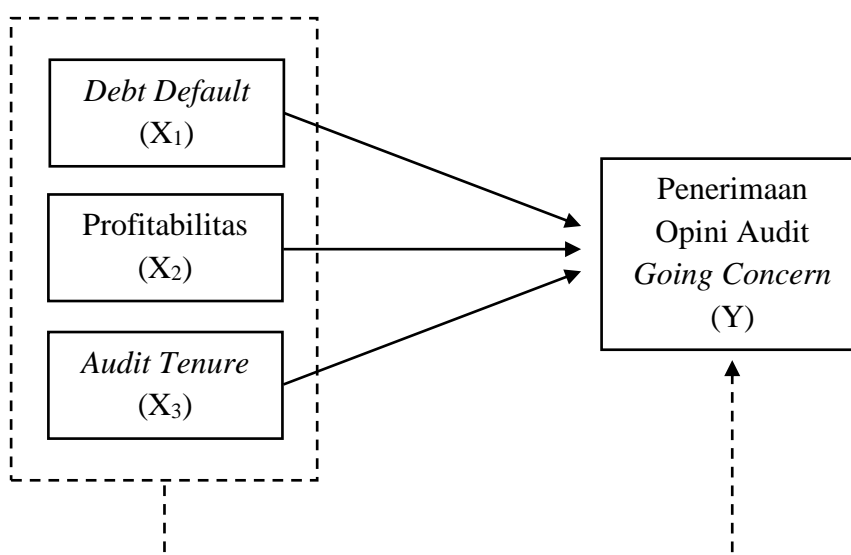 Debt Default
(X₁)
Profitabilitas
(X₂)
Audit Tenure
(X₃)
Penerimaan
Opini Audit
Going Concern
(Y)